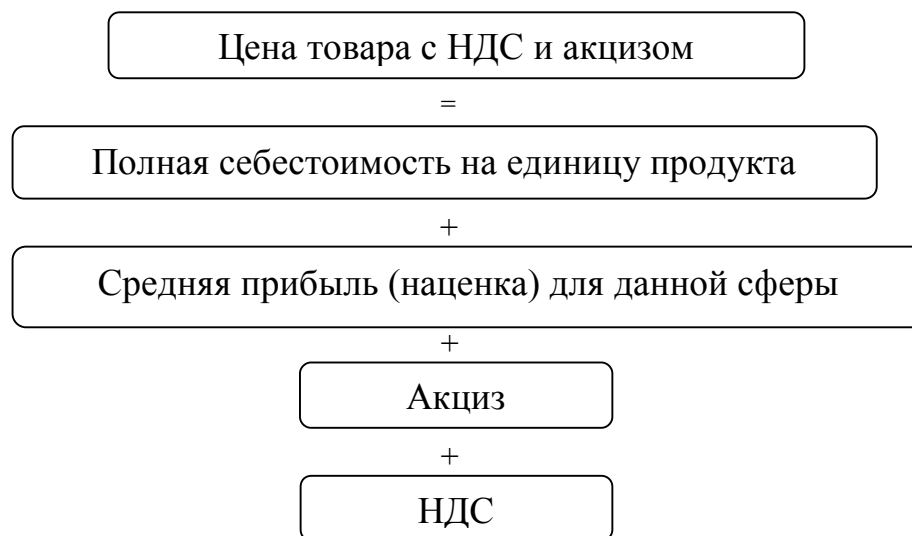 Цена товара с НДС и акцизом
=
Полная себестоимость на единицу продукта
+
Средняя прибыль (наценка) для данной сферы
+
Акциз
+
НДС